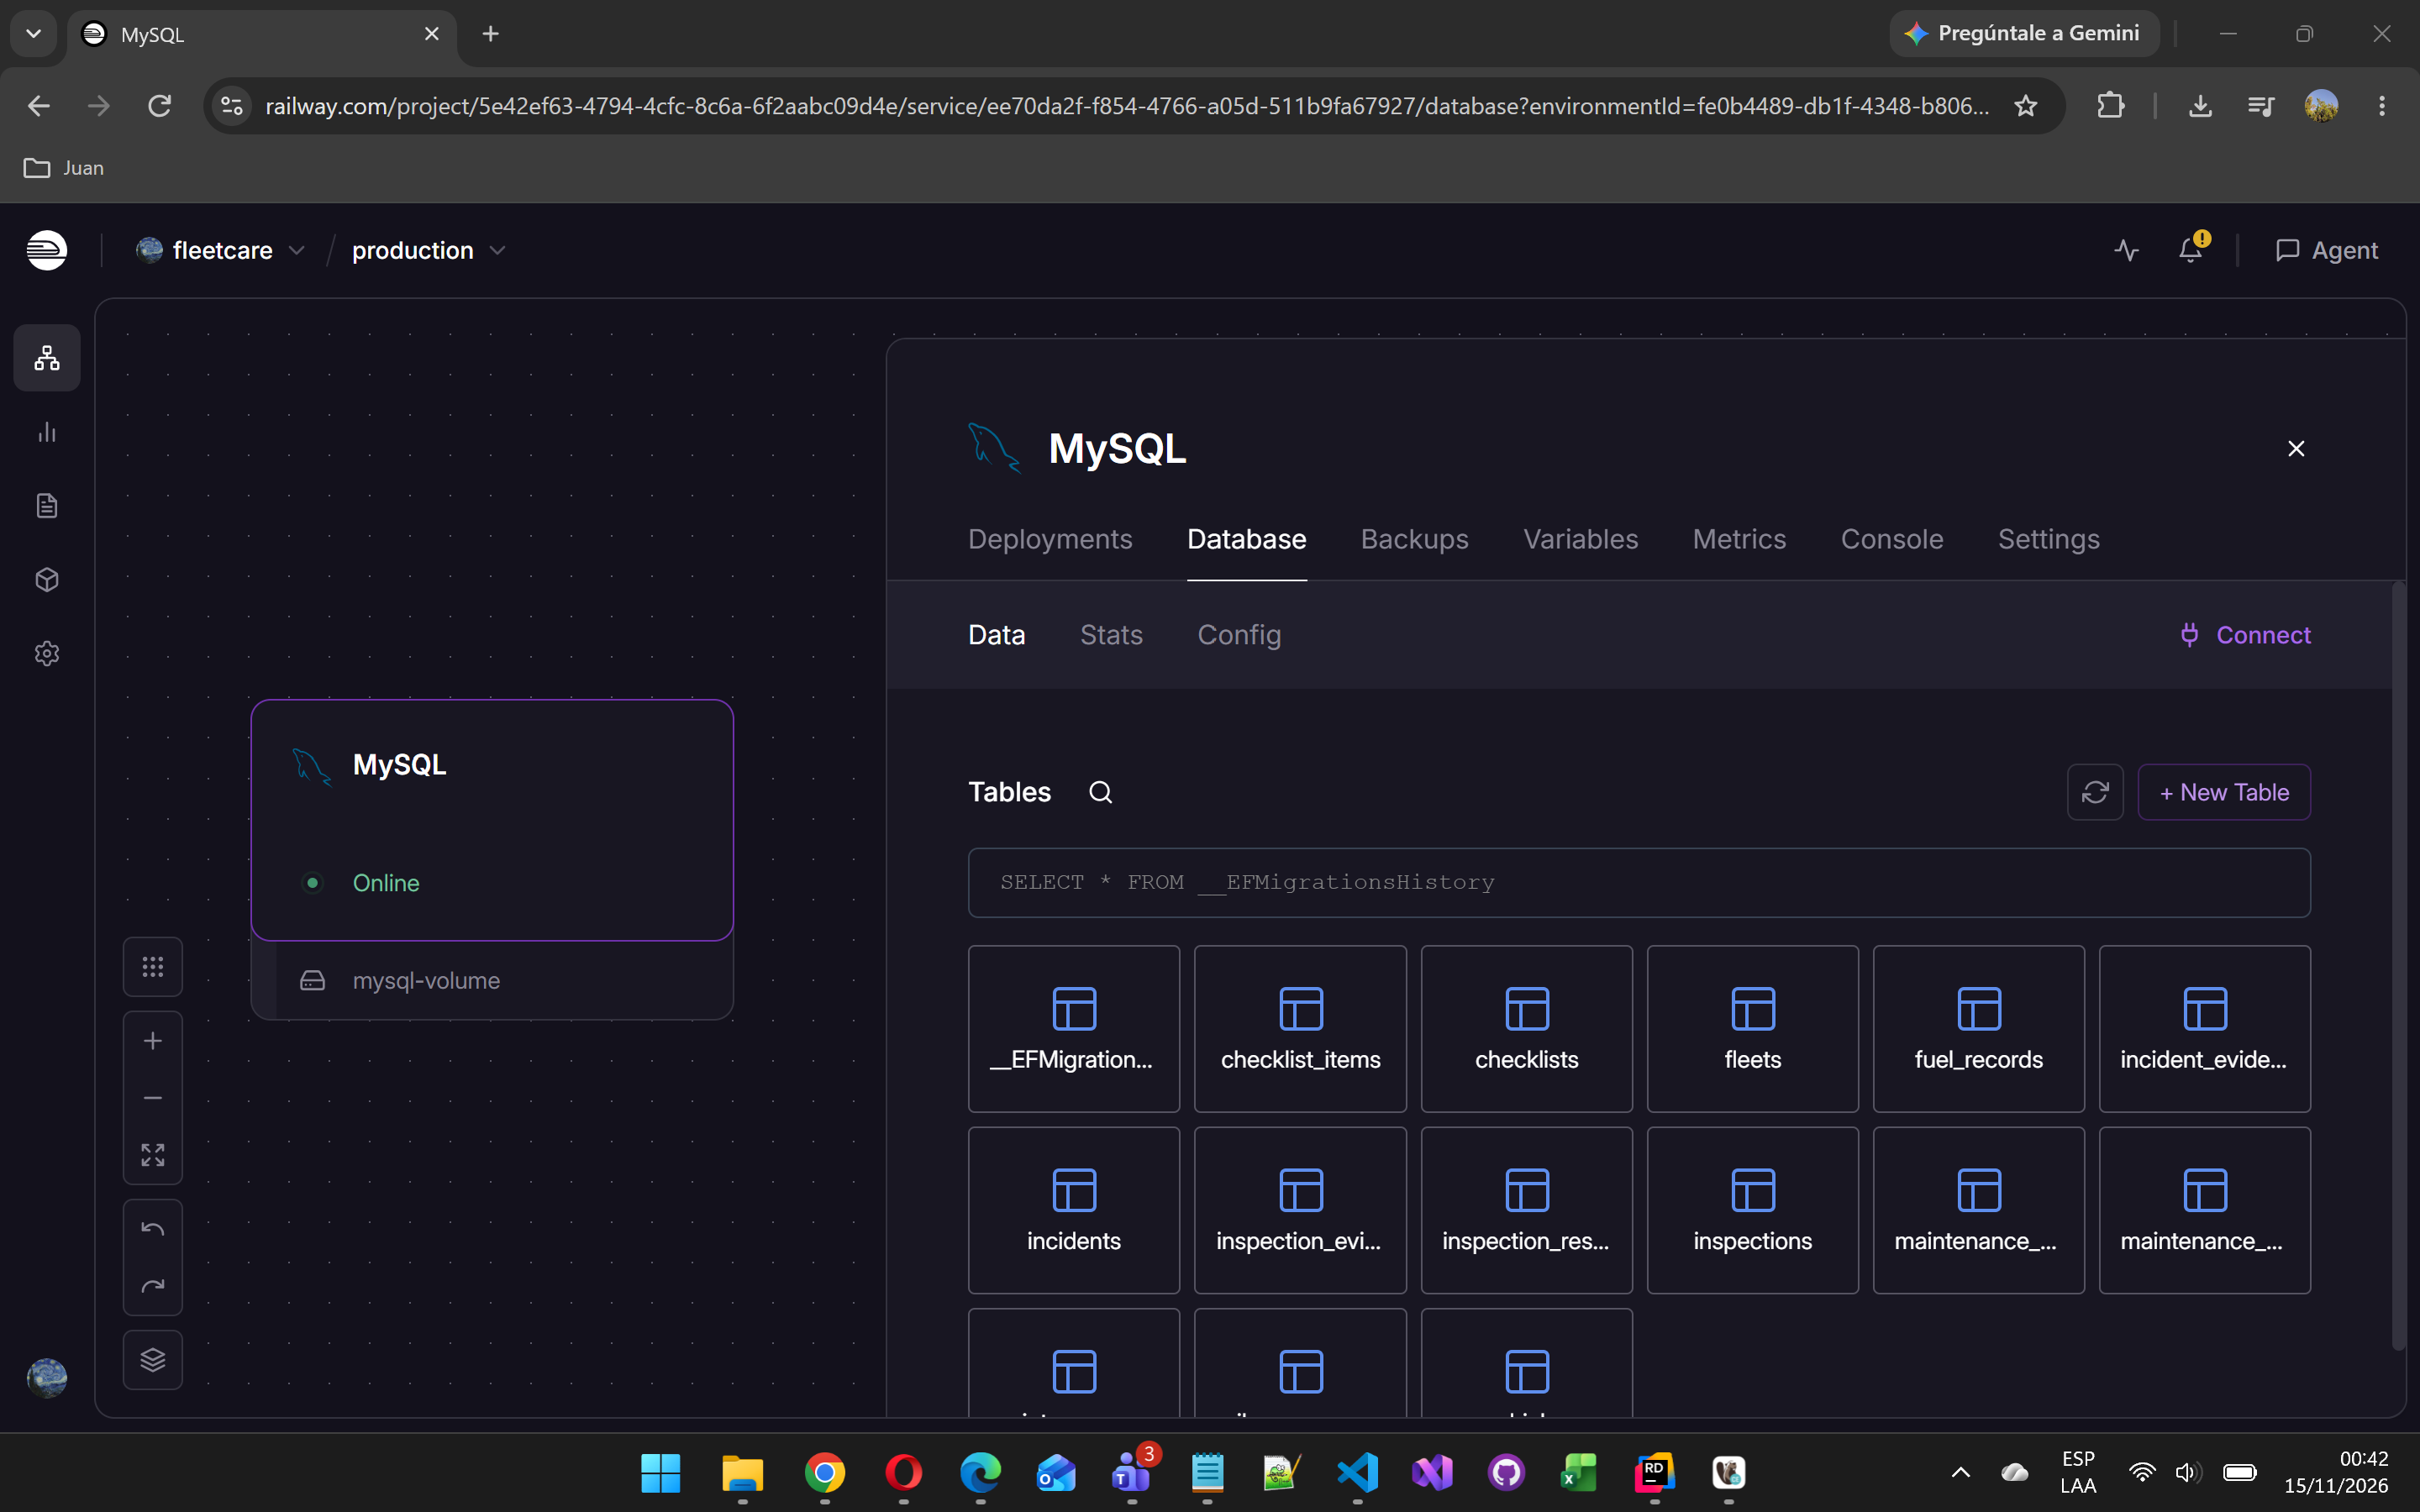 MySQL
Pregúntale a Gemini
railway.com/project/5e42ef63-4794-4cfc-8c6a-6f2aabc09d4e/service/ee70da2f-f854-4766-a05d-511b9fa67927/database?environmentId=fe0b4489-db1f-4348-b806...
Juan
fleetcare / production
Agent
MySQL
Deployments Database Backups Variables Metrics Console Settings
Data Stats Config Connect
MySQL
Online
mysql-volume
Tables
+ New Table
SELECT * FROM __EFMigrationsHistory
__EFMigration... checklist_items checklists fleets fuel_records incident_evide...
incidents inspection_evi... inspection_res... inspections maintenance_... maintenance_...
3
RD
ESP
LAA
00:42
15/11/2026